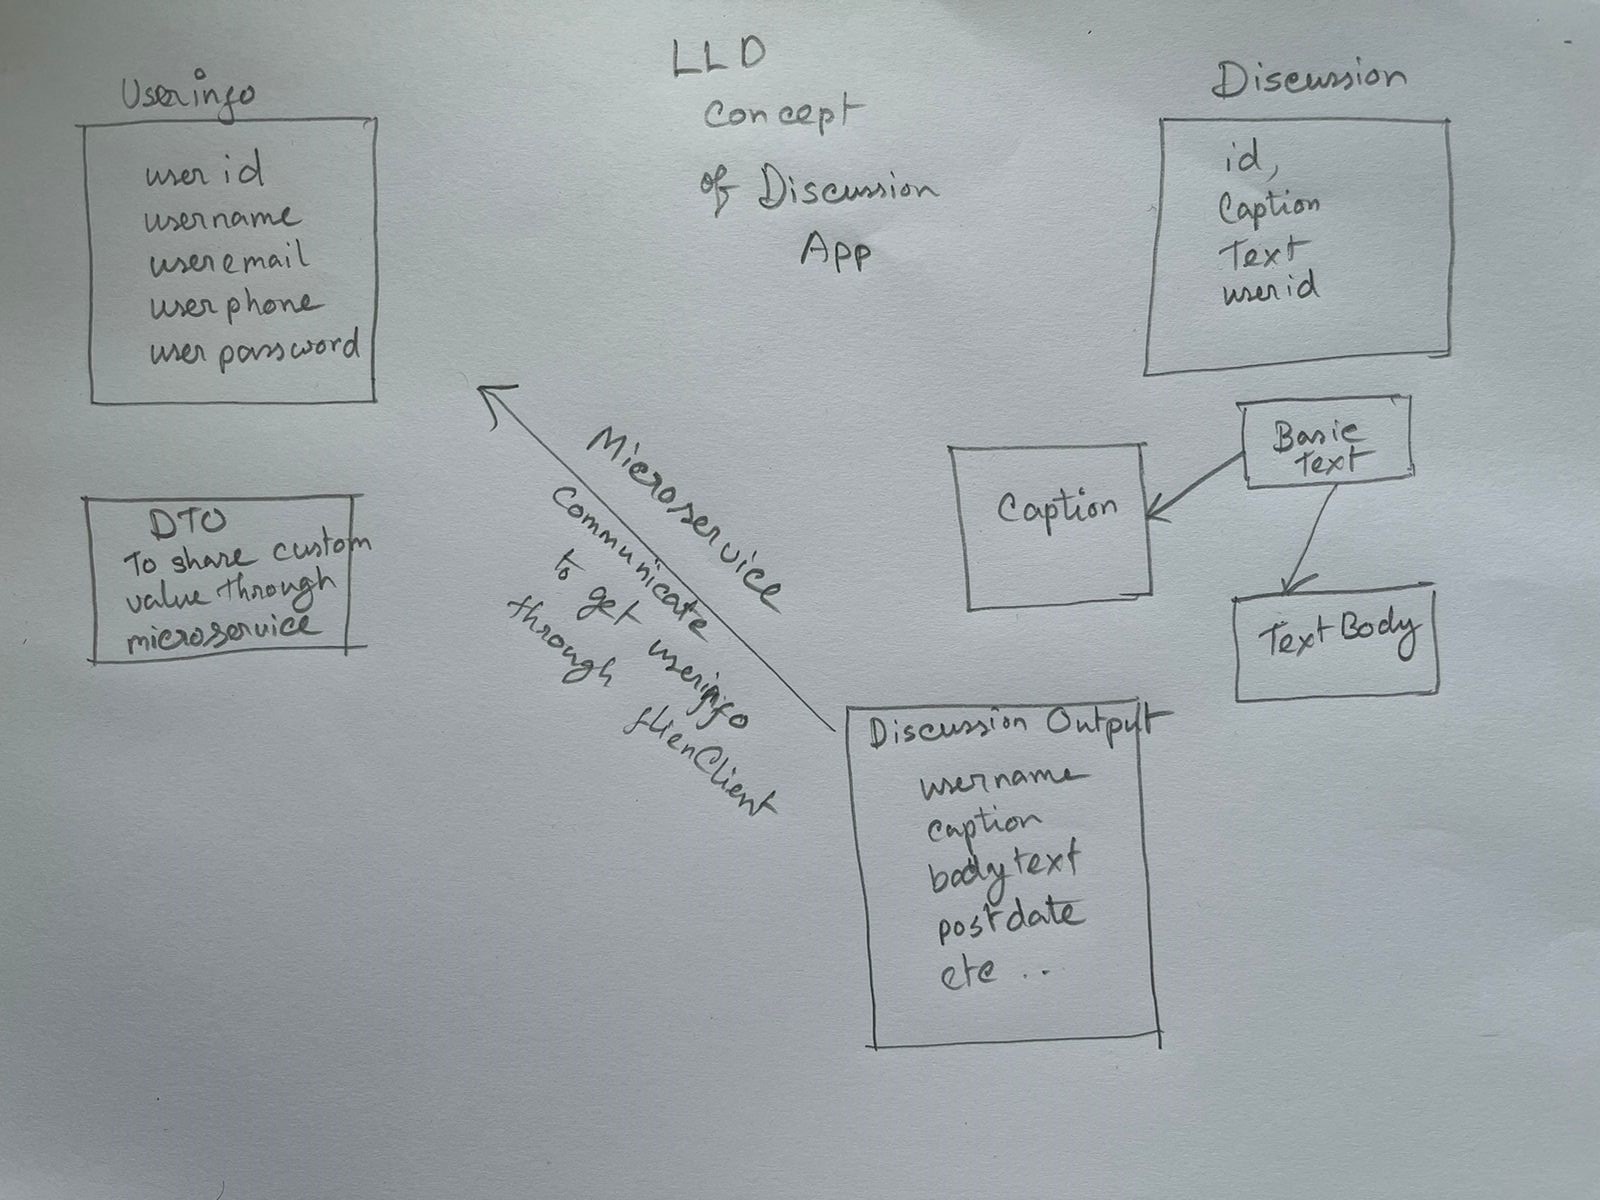 LLD
Concept
of Discussion
App
Userinfo
user id
username
useremail
userphone
user password
DTO
To share custom
value through
microservice
Microservice
Communicate
to get userinfo
through
flienClient
Discussion
id,
Caption
Text
userid
Basic
Text
Caption
Text Body
Discussion Output
username
caption
bodytext
postdate
etc ..